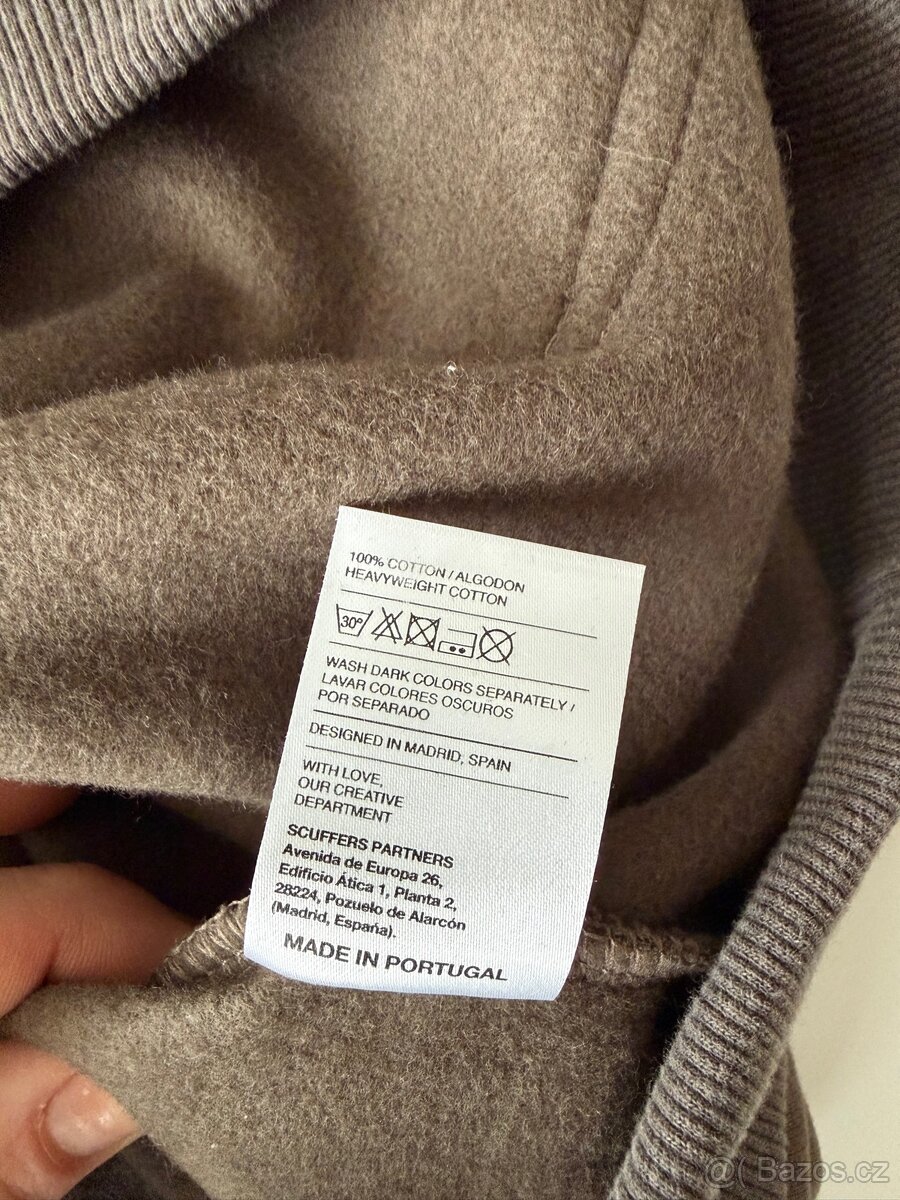 100% COTTON / ALGODON
HEAVYWEIGHT COTTON
30°
WASH DARK COLORS SEPARATELY /
LAVAR COLORES OSCUROS
POR SEPARADO
DESIGNED IN MADRID, SPAIN
WITH LOVE,
OUR CREATIVE
DEPARTMENT
SCUFFERS PARTNERS
Avenida de Europa 26,
Edificio Ática 1, Planta 2,
28224, Pozuelo de Alarcón
(Madrid, España).
MADE IN PORTUGAL
@( Bazos.cz